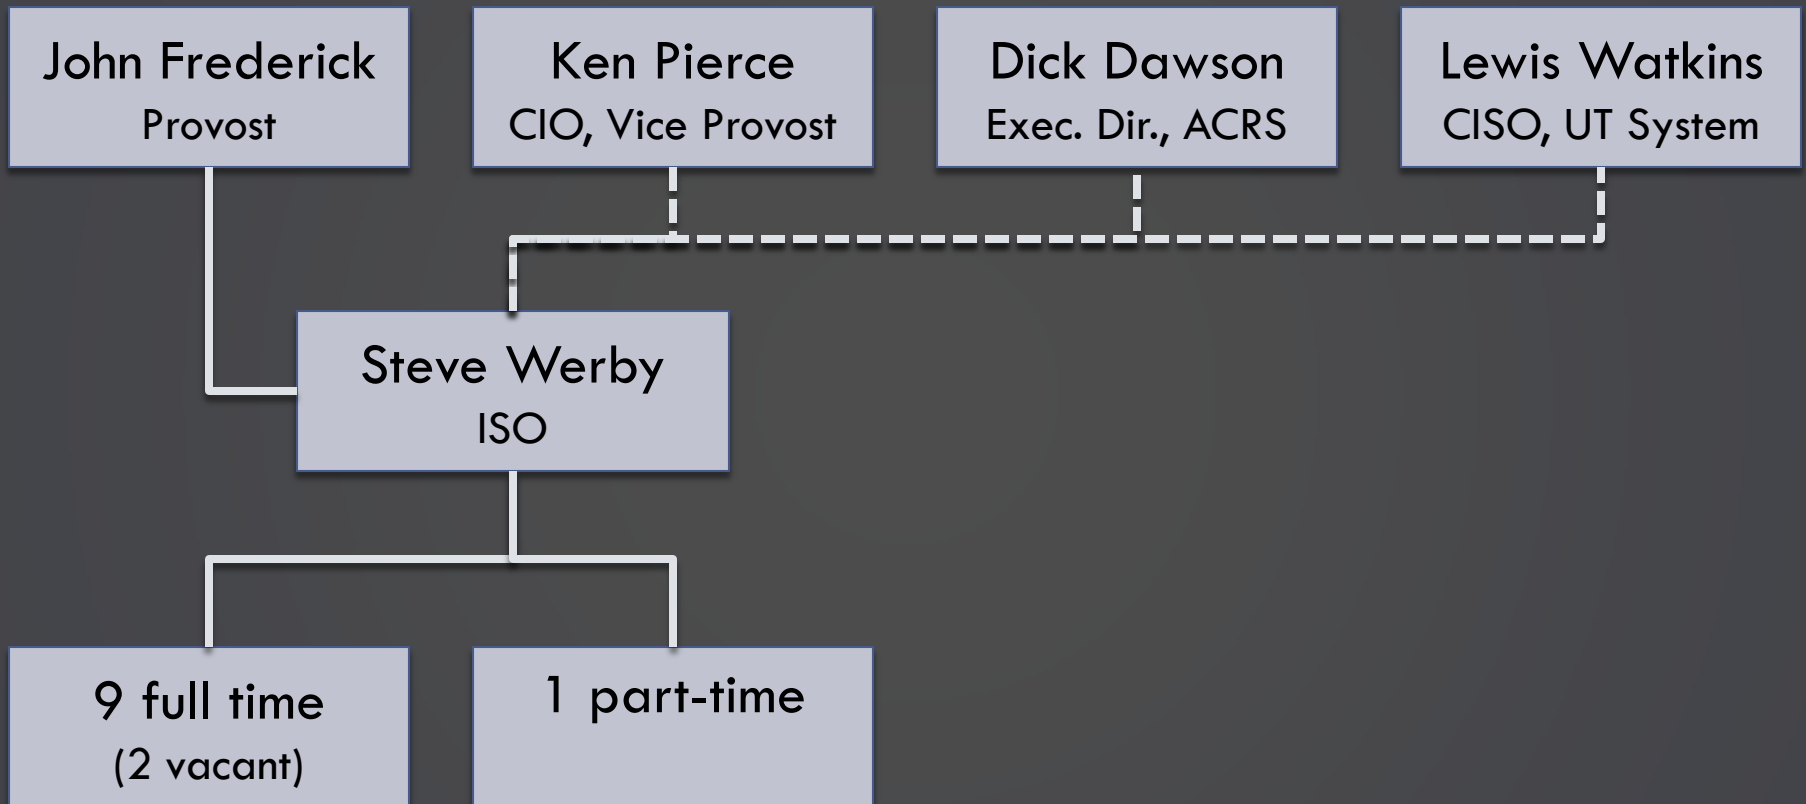 John Frederick
Provost
Ken Pierce
CIO, Vice Provost
Dick Dawson
Exec. Dir., ACRS
Lewis Watkins
CISO, UT System
Steve Werby
ISO
9 full time
(2 vacant)
1 part-time